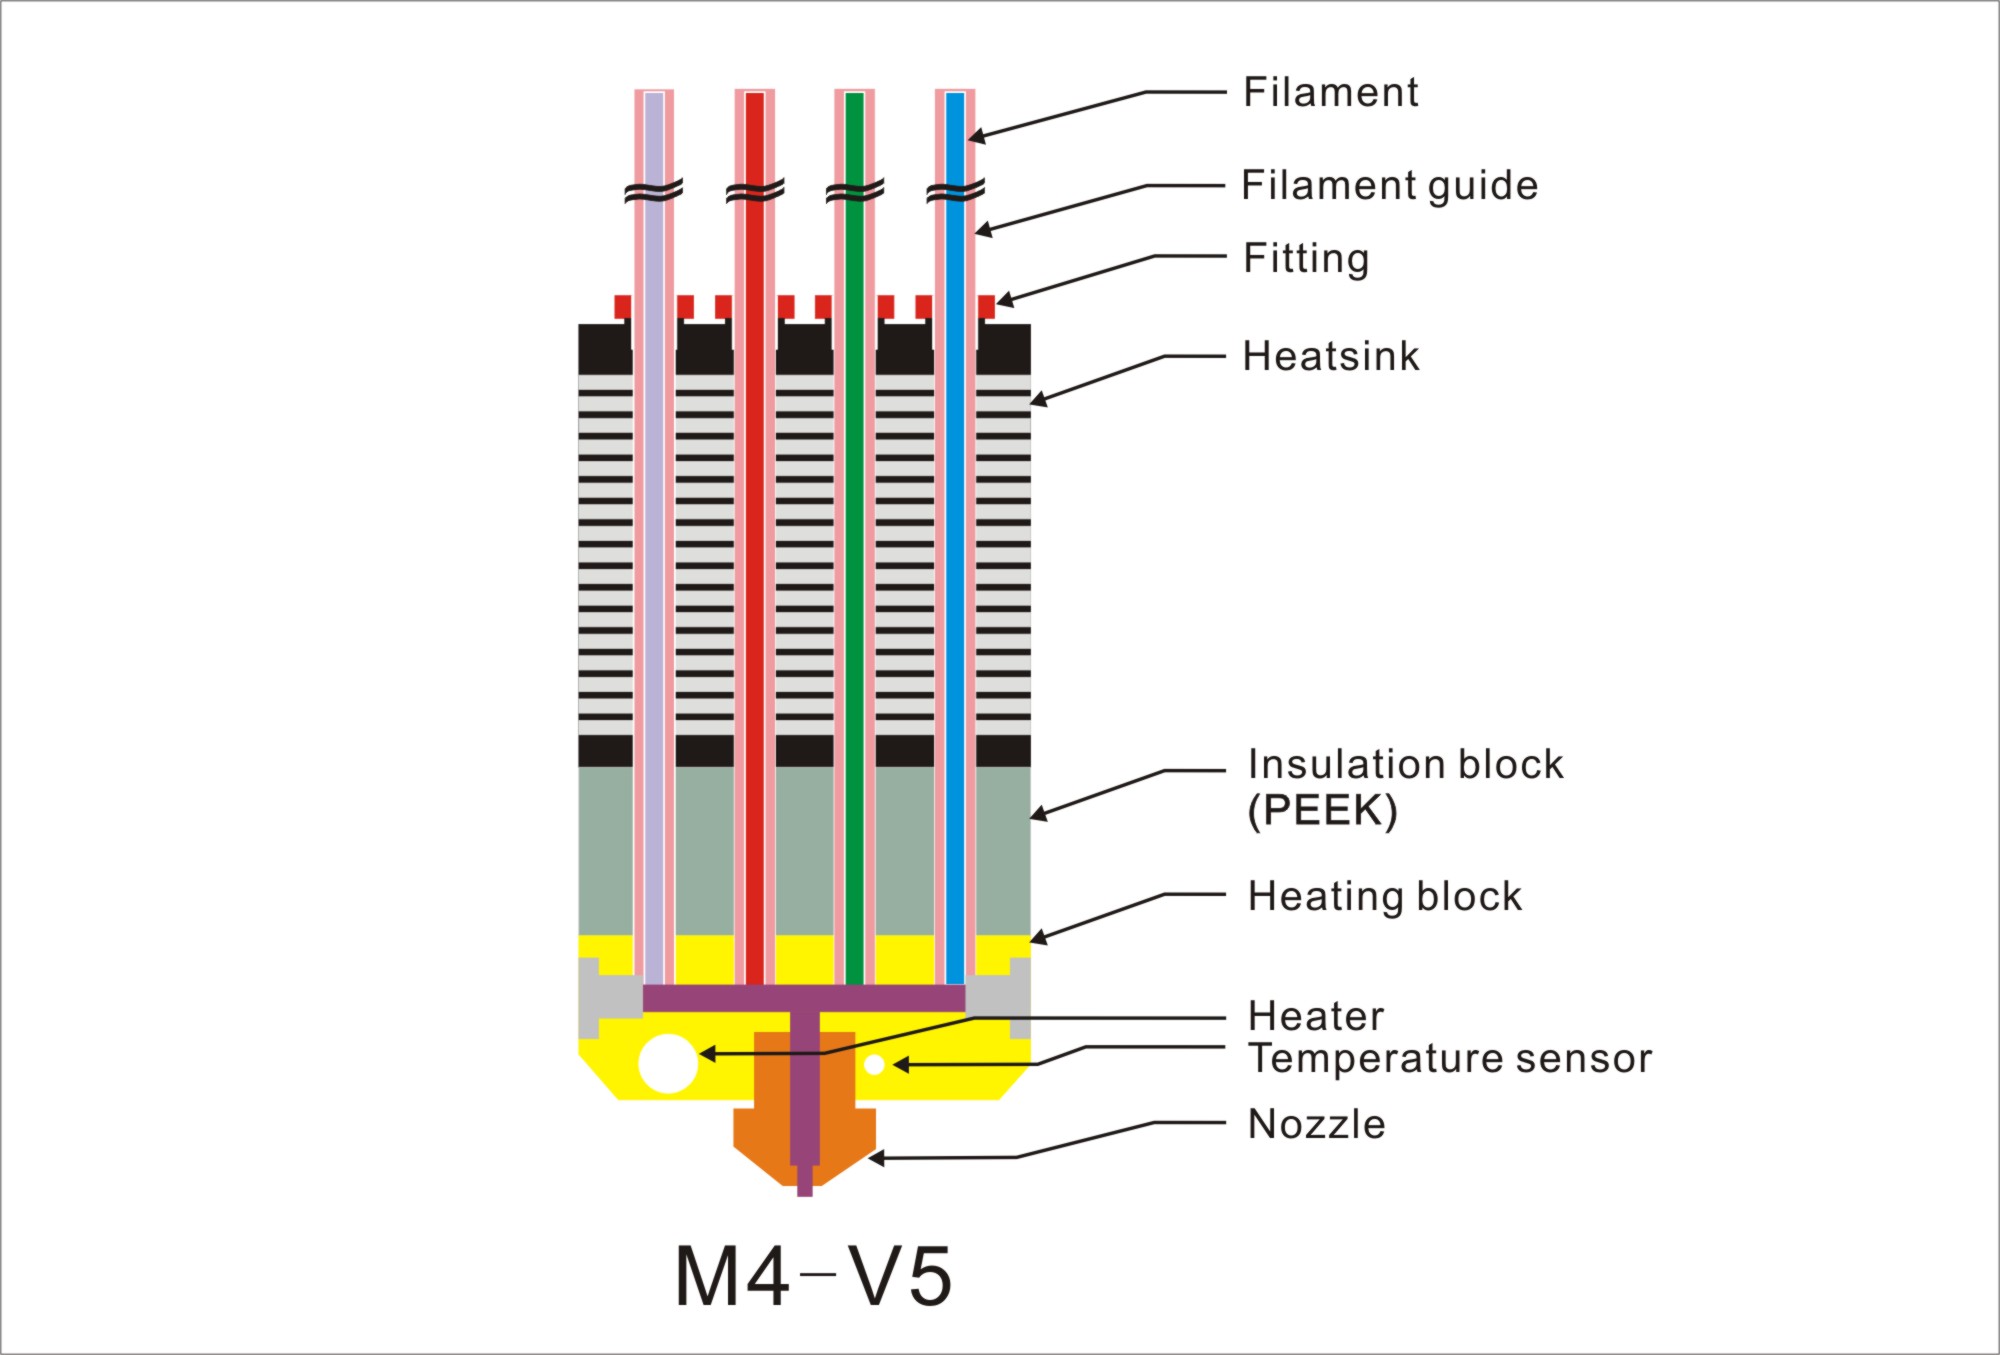 Filament
Filament guide
Fitting
Heatsink
Insulation block
(PEEK)
Heating block
Heater
Temperature sensor
Nozzle
M4-V5